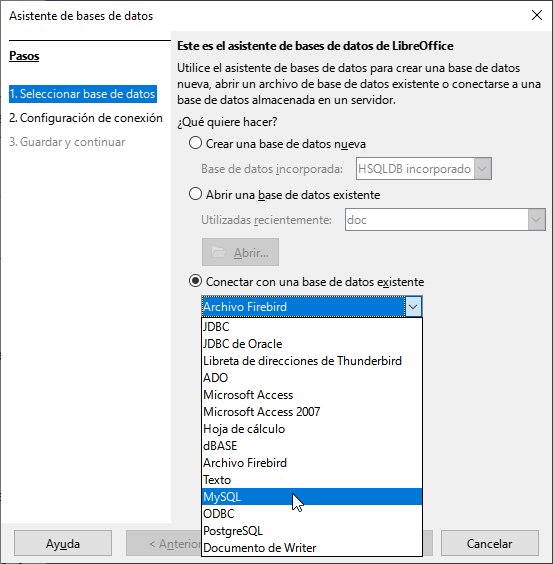 Asistente de bases de datos
Pasos
1. Seleccionar base de datos
2. Configuración de conexión
3. Guardar y continuar
Este es el asistente de bases de datos de LibreOffice
Utilice el asistente de bases de datos para crear una base de datos
nueva, abrir un archivo de base de datos existente o conectarse a una
base de datos almacenada en un servidor.
¿Qué quiere hacer?
Crear una base de datos nueva
Base de datos incorporada: HSQLDB incorporado
Abrir una base de datos existente
Utilizadas recientemente: doc
Abrir...
Conectar con una base de datos existente
Archivo Firebird
JDBC
JDBC de Oracle
Libreta de direcciones de Thunderbird
ADO
Microsoft Access
Microsoft Access 2007
Hoja de cálculo
dBASE
Archivo Firebird
Texto
MySQL
ODBC
PostgreSQL
Documento de Writer
Ayuda
Cancelar